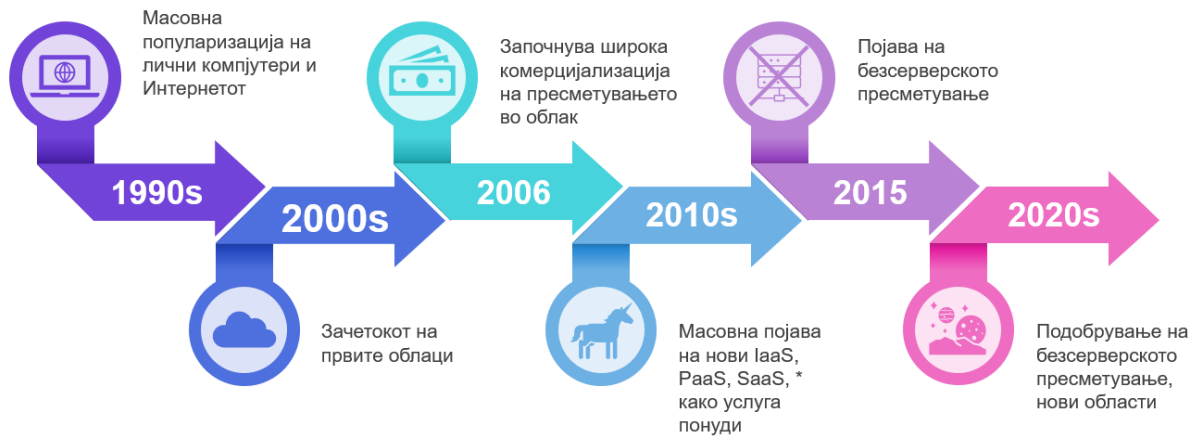 Масовна
популаризација на
лични компјутери и
Интернетот
1990s
2000s
Зачетокот на
првите облаци
Започнува широка
комерцијализација
на пресметувањето
во облак
2006
2010s
Масовна појава
на нови IaaS,
PaaS, SaaS, *
како услуга
понуди
Појава на
безсерверското
пресметување
2015
2020s
Подобрување на
безсерверското
пресметување,
нови области